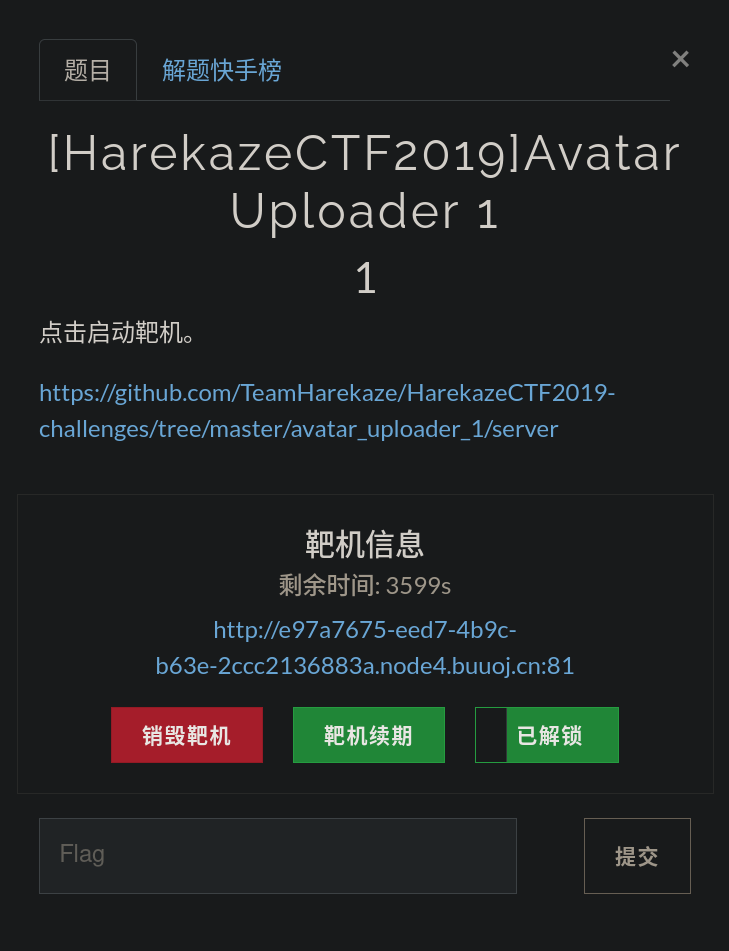 题目
解题快手榜
×
[HarekazeCTF2019]Avatar
Uploader 1
1
点击启动靶机。
https://github.com/TeamHarekaze/HarekazeCTF2019-
challenges/tree/master/avatar_uploader_1/server
靶机信息
剩余时间: 3599s
http://e97a7675-eed7-4b9c-
b63e-2ccc2136883a.node4.buuoj.cn:81
销毁靶机
靶机续期
已解锁
Flag
提交